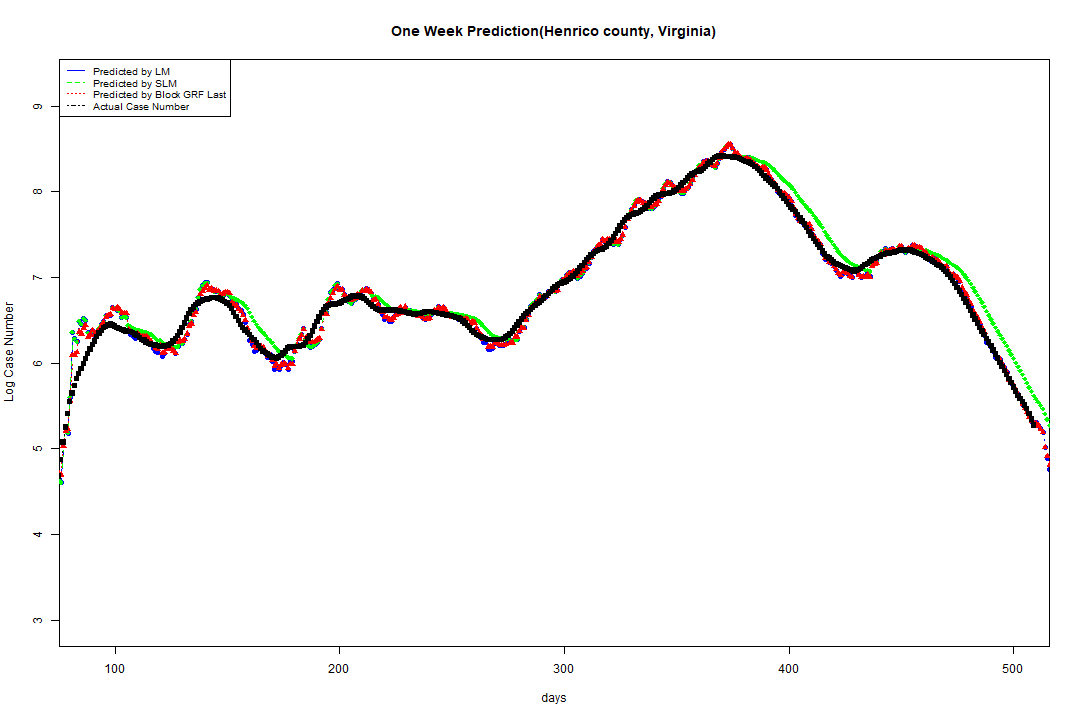 One Week Prediction(Henrico county, Virginia)
Predicted by LM
Predicted by SLM
Predicted by Block GRF Last
Actual Case Number
9
8
7
6
5
4
3
Log Case Number
100 200 300 400 500
days